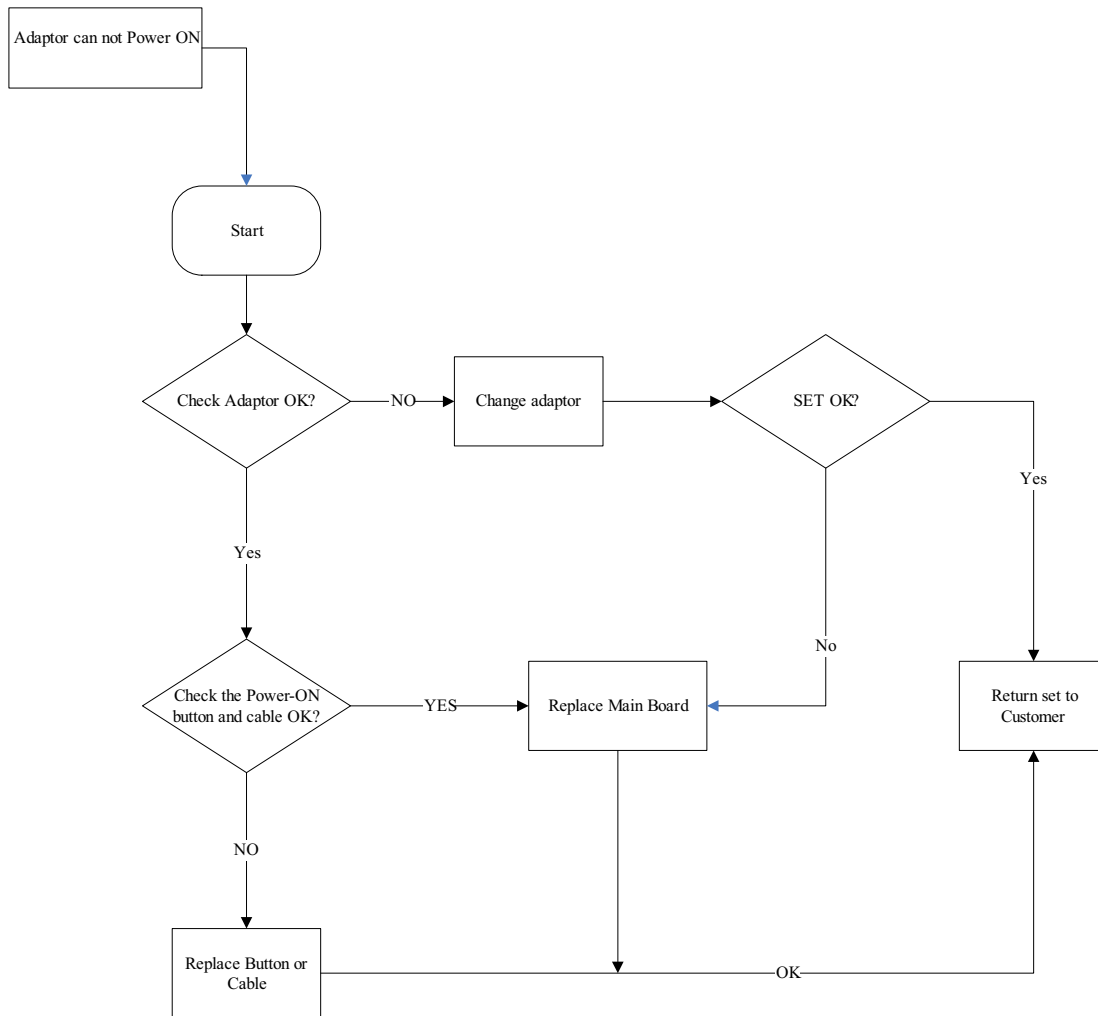 Adaptor can not Power ON
Start
Check Adaptor OK?
NO
Change adaptor
SET OK?
Yes
Yes
No
Check the Power-ON
button and cable OK?
YES
Replace Main Board
Return set to
Customer
NO
Replace Button or
Cable
OK